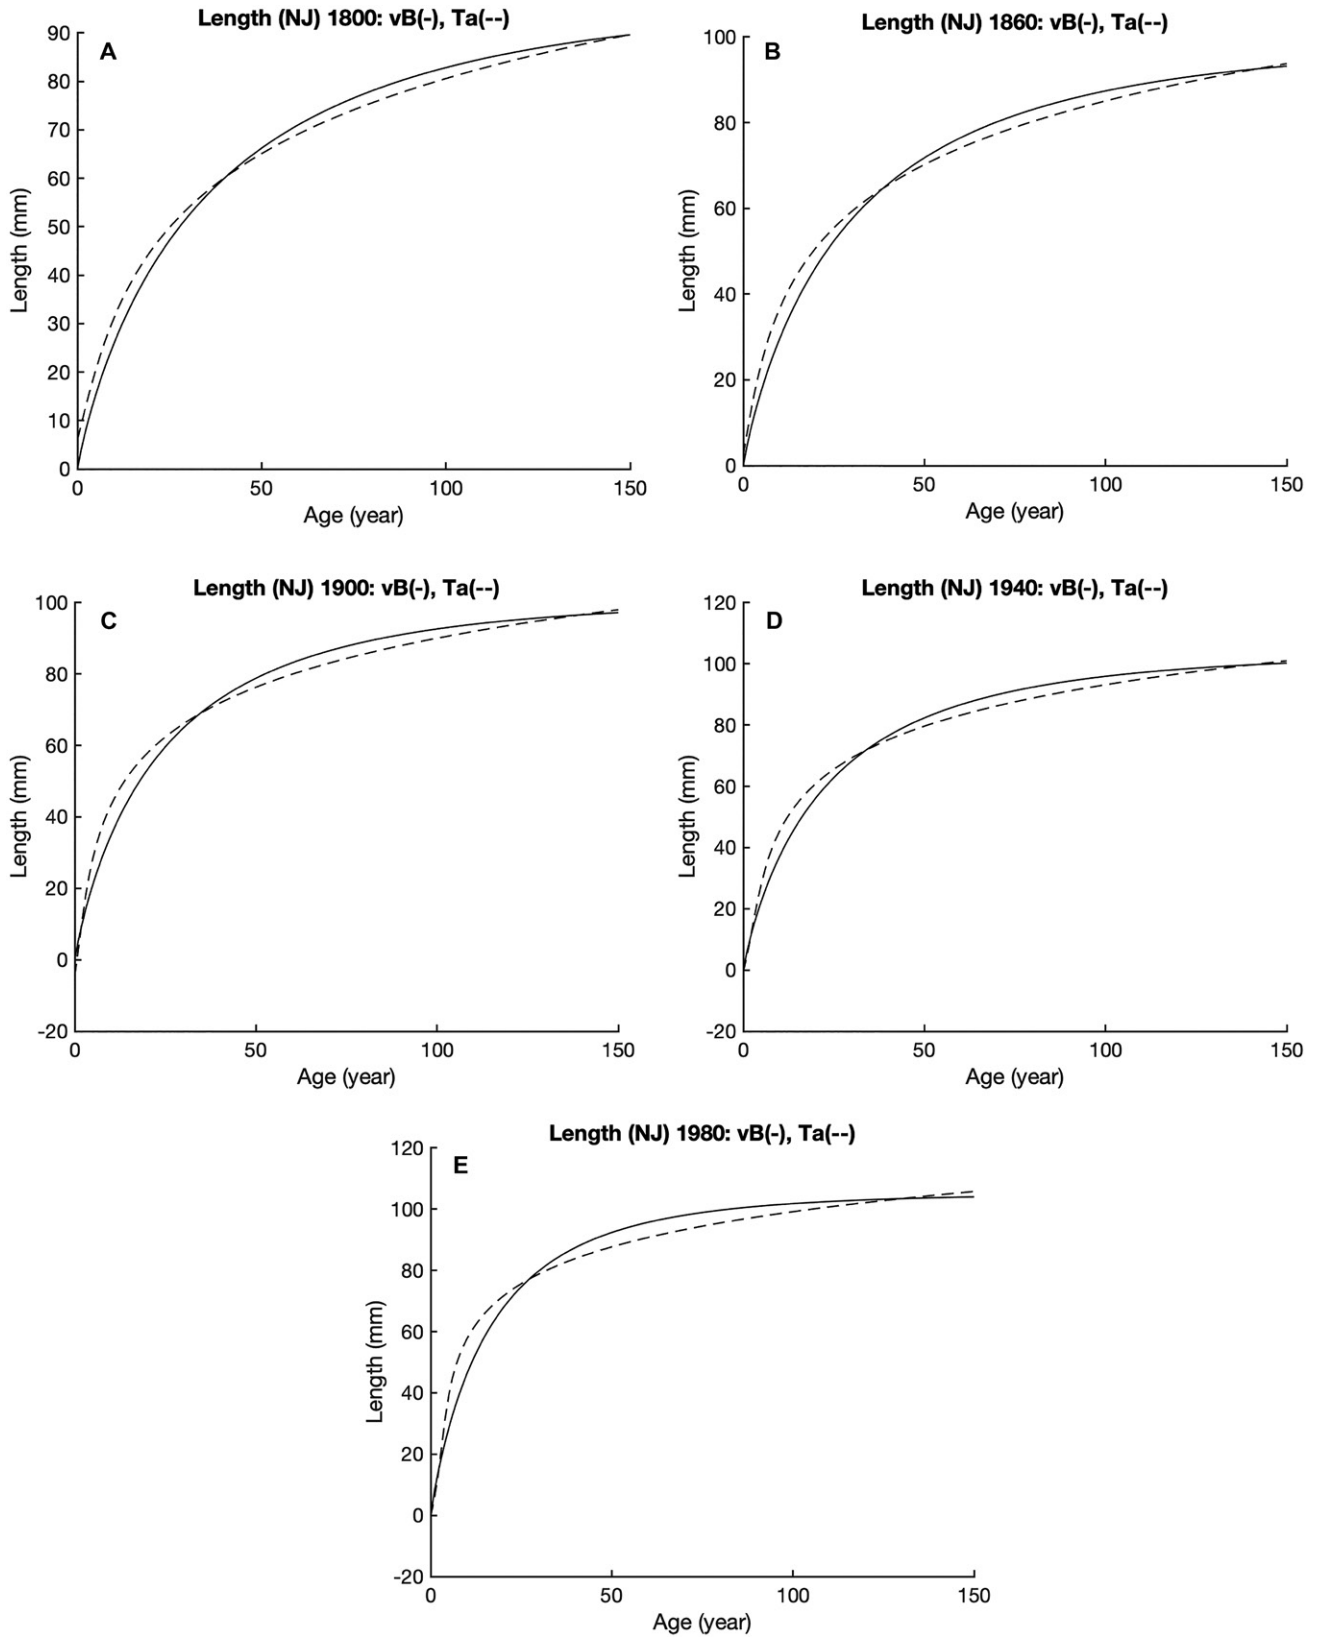 Length (NJ) 1800: vB(-), Ta(--)
A
90
80
70
60
50
40
30
20
10
0
Length (mm)
0 50 100 150
Age (year)
Length (NJ) 1860: vB(-), Ta(--)
B
100
80
60
40
20
0
Length (mm)
0 50 100 150
Age (year)
Length (NJ) 1900: vB(-), Ta(--)
C
100
80
60
40
20
0
-20
Length (mm)
0 50 100 150
Age (year)
Length (NJ) 1940: vB(-), Ta(--)
D
120
100
80
60
40
20
0
-20
Length (mm)
0 50 100 150
Age (year)
Length (NJ) 1980: vB(-), Ta(--)
E
120
100
80
60
40
20
0
-20
Length (mm)
0 50 100 150
Age (year)